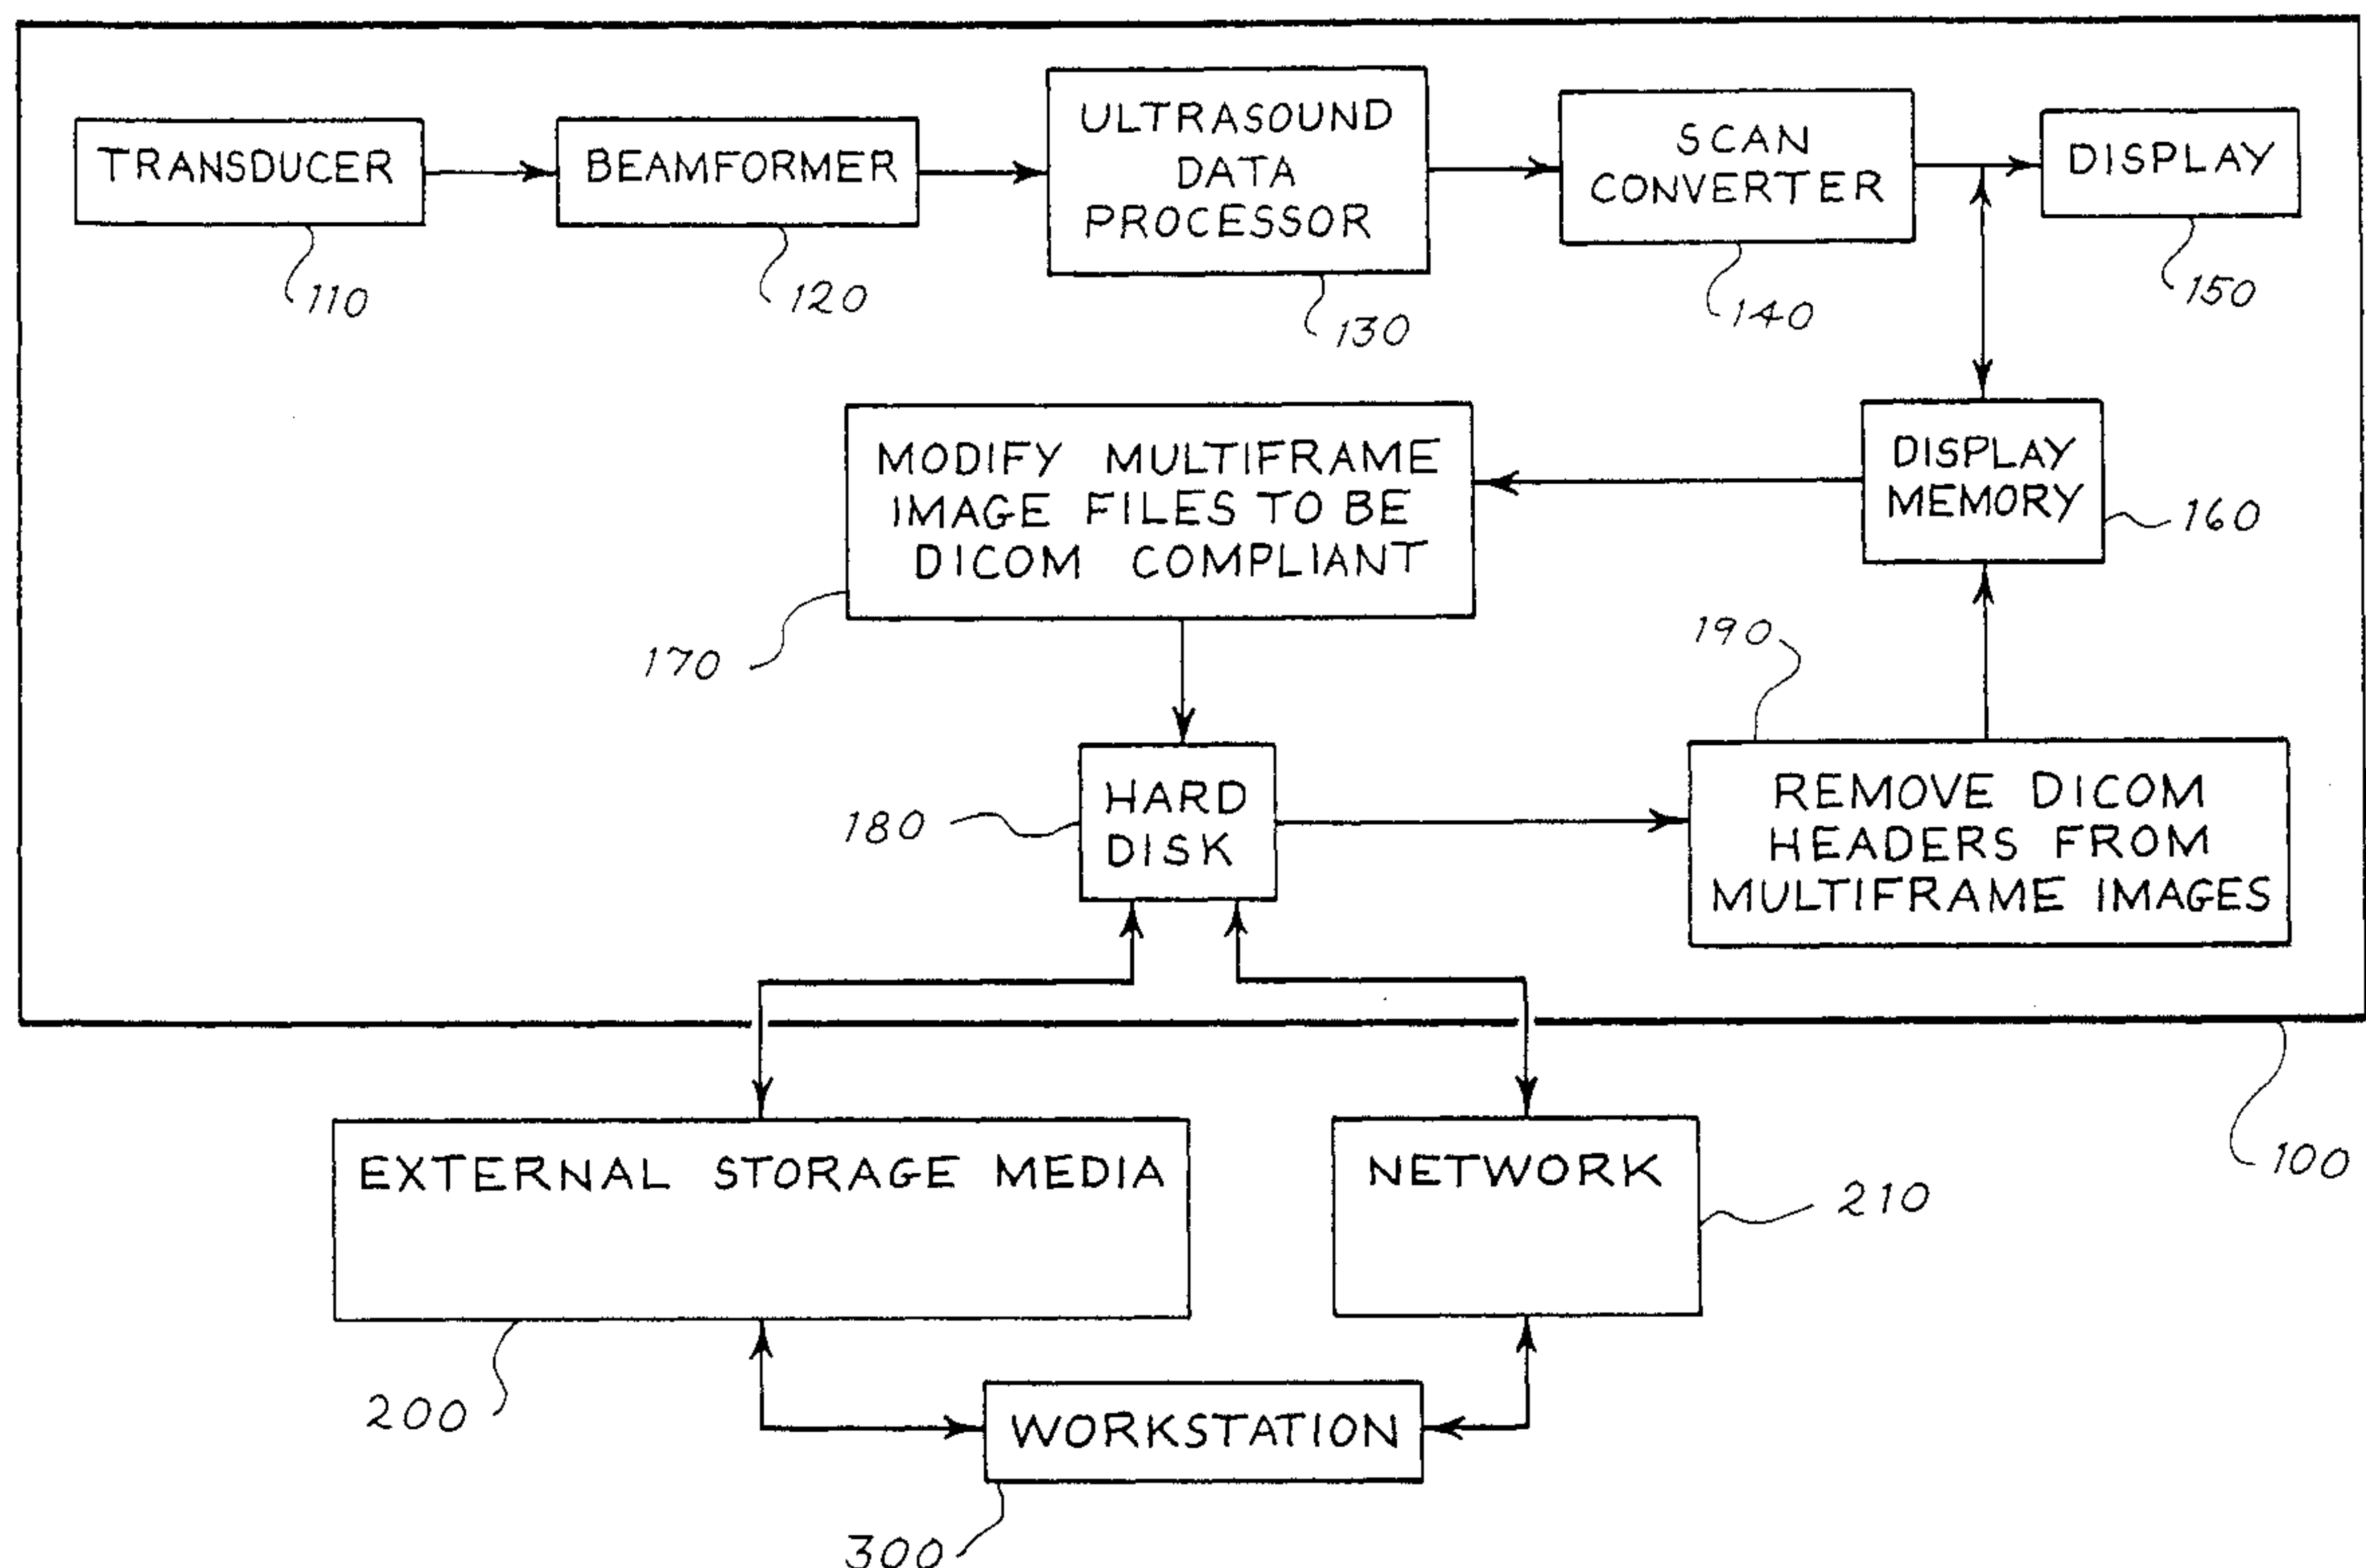 TRANSDUCER
110
BEAMFORMER
120
ULTRASOUND
DATA
PROCESSOR
130
SCAN
CONVERTER
140
DISPLAY
150
MODIFY MULTIFRAME
IMAGE FILES TO BE
DICOM COMPLIANT
170
DISPLAY
MEMORY
160
190
HARD
DISK
180
REMOVE DICOM
HEADERS FROM
MULTIFRAME IMAGES
100
EXTERNAL STORAGE MEDIA
200
NETWORK
210
WORKSTATION
300